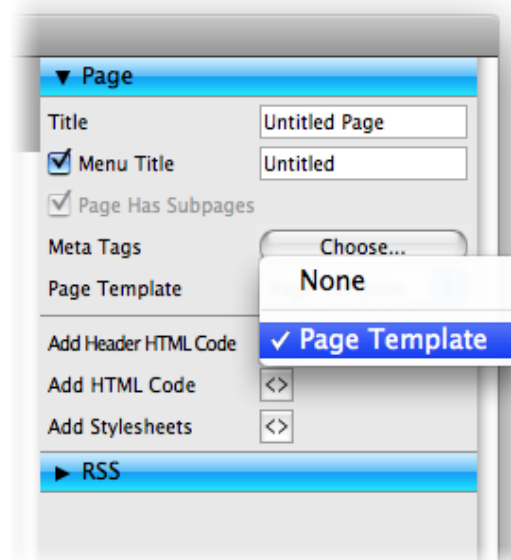 ▼ Page
Title Untitled Page
Menu Title Untitled
Page Has Subpages
Meta Tags Choose...
None
Page Template
✓ Page Template
Add Header HTML Code
Add HTML Code <>
Add Stylesheets <>
► RSS